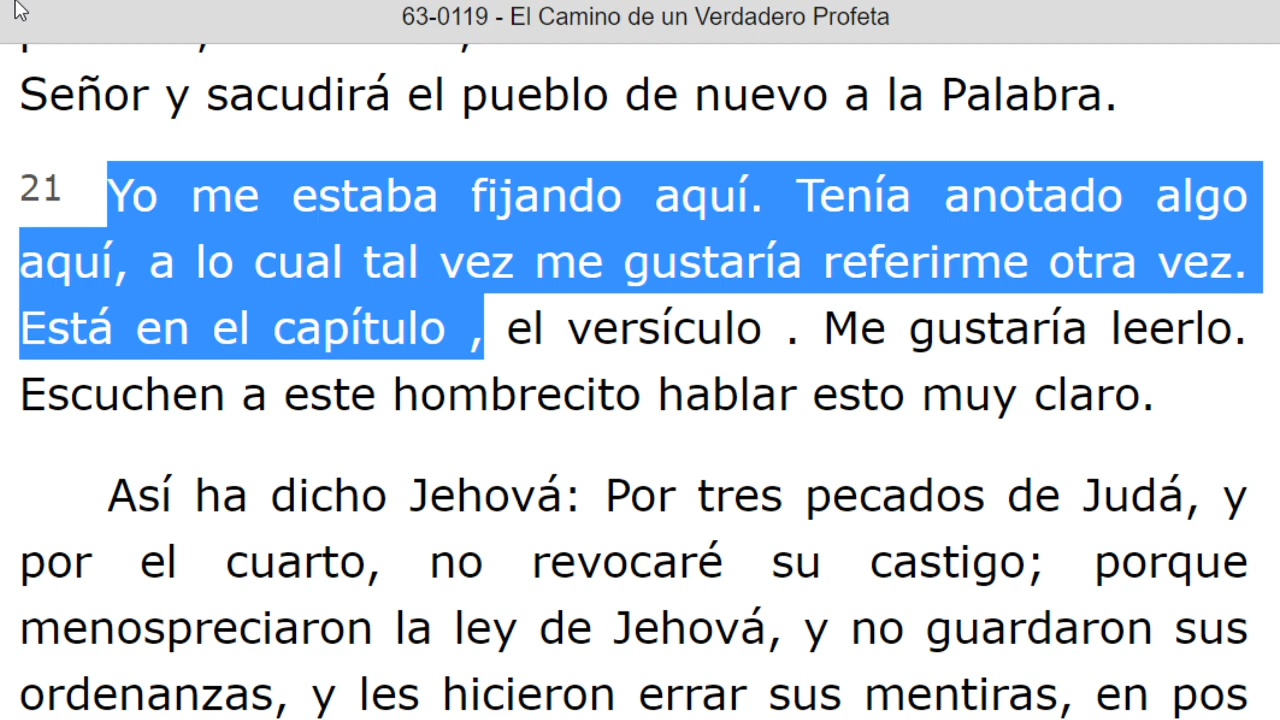 63-0119 - El Camino de un Verdadero Profeta
Señor y sacudirá el pueblo de nuevo a la Palabra.
21 Yo me estaba fijando aquí. Tenía anotado algo
aquí, a lo cual tal vez me gustaría referirme otra vez.
Está en el capítulo , el versículo . Me gustaría leerlo.
Escuchen a este hombrecito hablar esto muy claro.
Así ha dicho Jehová: Por tres pecados de Judá, y
por el cuarto, no revocaré su castigo; porque
menospreciaron la ley de Jehová, y no guardaron sus
ordenanzas, y les hicieron errar sus mentiras, en pos